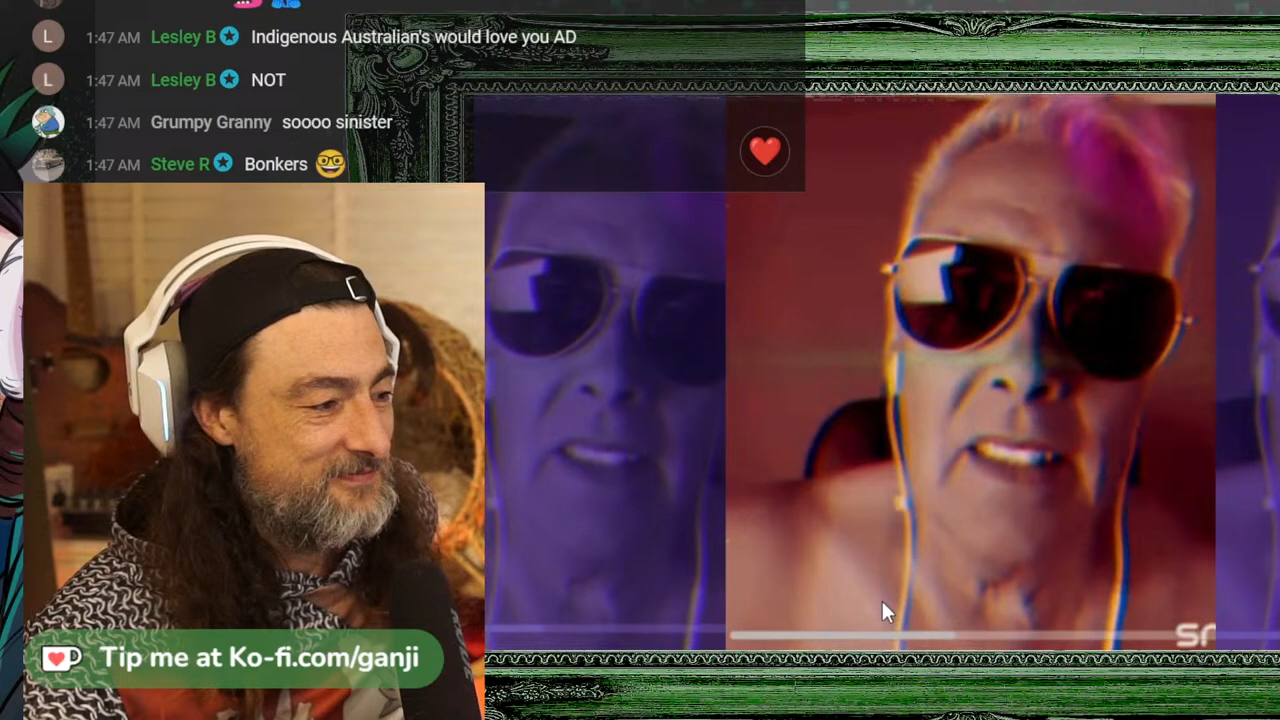 L 1:47 AM Lesley B Indigenous Australian's would love you AD
L 1:47 AM Lesley B NOT
1:47 AM Grumpy Granny soooo sinister
1:47 AM Steve R Bonkers 🤓
Tip me at Ko-fi.com/ganji